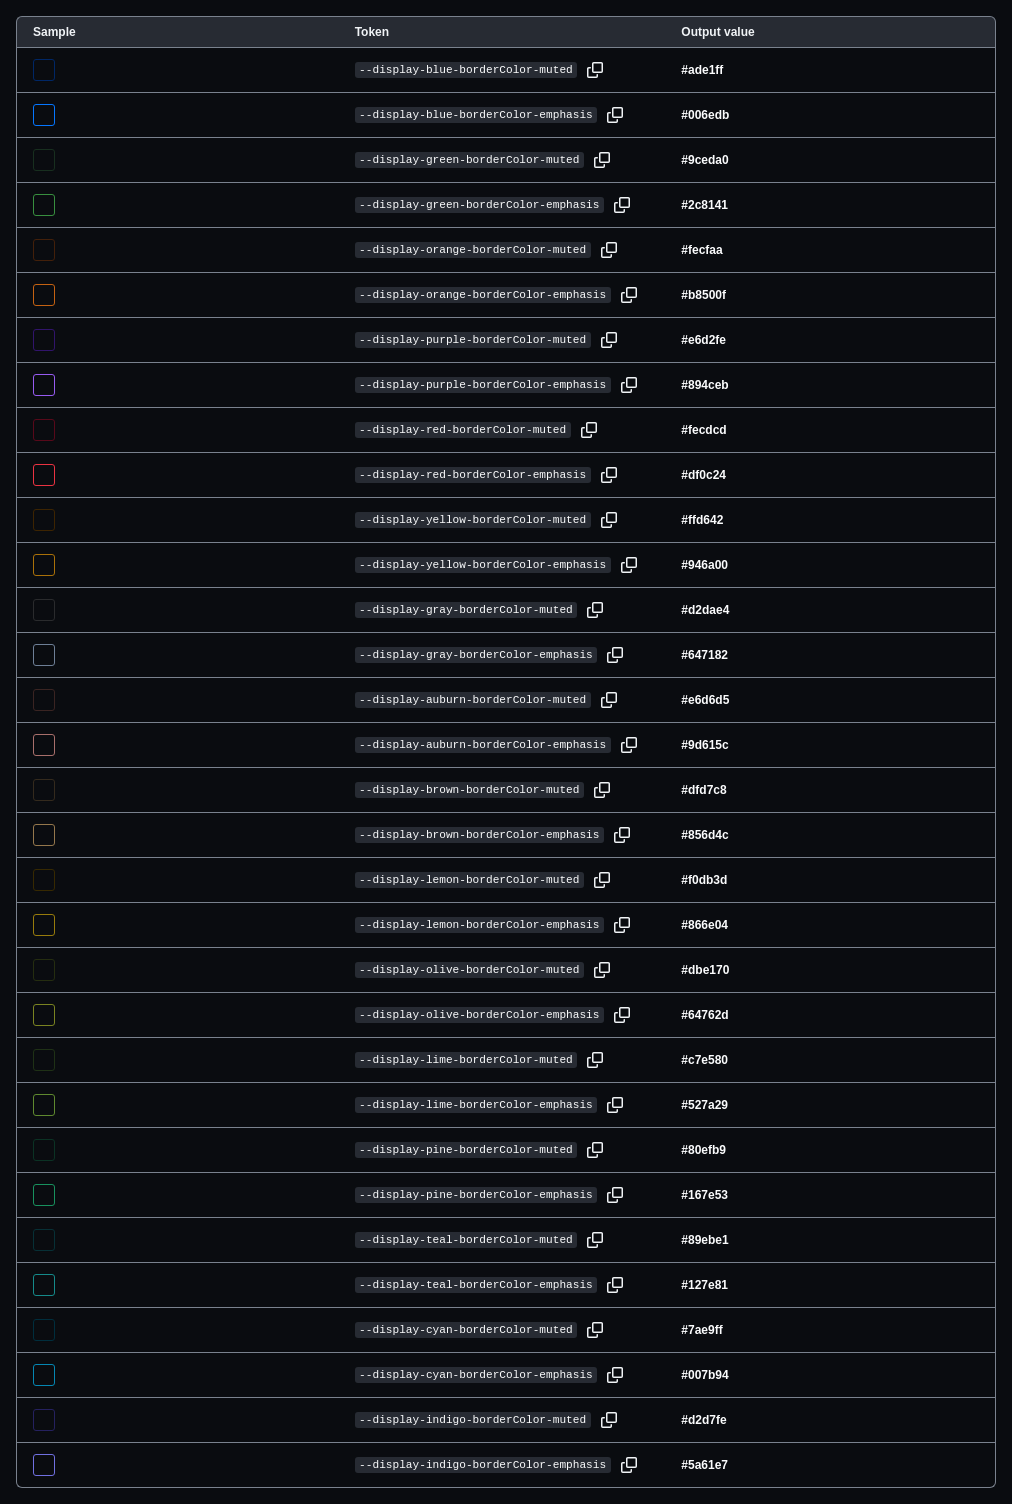 Sample Token Output value
--display-blue-borderColor-muted #ade1ff
--display-blue-borderColor-emphasis #006edb
--display-green-borderColor-muted #9ceda0
--display-green-borderColor-emphasis #2c8141
--display-orange-borderColor-muted #fecfaa
--display-orange-borderColor-emphasis #b8500f
--display-purple-borderColor-muted #e6d2fe
--display-purple-borderColor-emphasis #894ceb
--display-red-borderColor-muted #fecdcd
--display-red-borderColor-emphasis #df0c24
--display-yellow-borderColor-muted #ffd642
--display-yellow-borderColor-emphasis #946a00
--display-gray-borderColor-muted #d2dae4
--display-gray-borderColor-emphasis #647182
--display-auburn-borderColor-muted #e6d6d5
--display-auburn-borderColor-emphasis #9d615c
--display-brown-borderColor-muted #dfd7c8
--display-brown-borderColor-emphasis #856d4c
--display-lemon-borderColor-muted #f0db3d
--display-lemon-borderColor-emphasis #866e04
--display-olive-borderColor-muted #dbe170
--display-olive-borderColor-emphasis #64762d
--display-lime-borderColor-muted #c7e580
--display-lime-borderColor-emphasis #527a29
--display-pine-borderColor-muted #80efb9
--display-pine-borderColor-emphasis #167e53
--display-teal-borderColor-muted #89ebe1
--display-teal-borderColor-emphasis #127e81
--display-cyan-borderColor-muted #7ae9ff
--display-cyan-borderColor-emphasis #007b94
--display-indigo-borderColor-muted #d2d7fe
--display-indigo-borderColor-emphasis #5a61e7